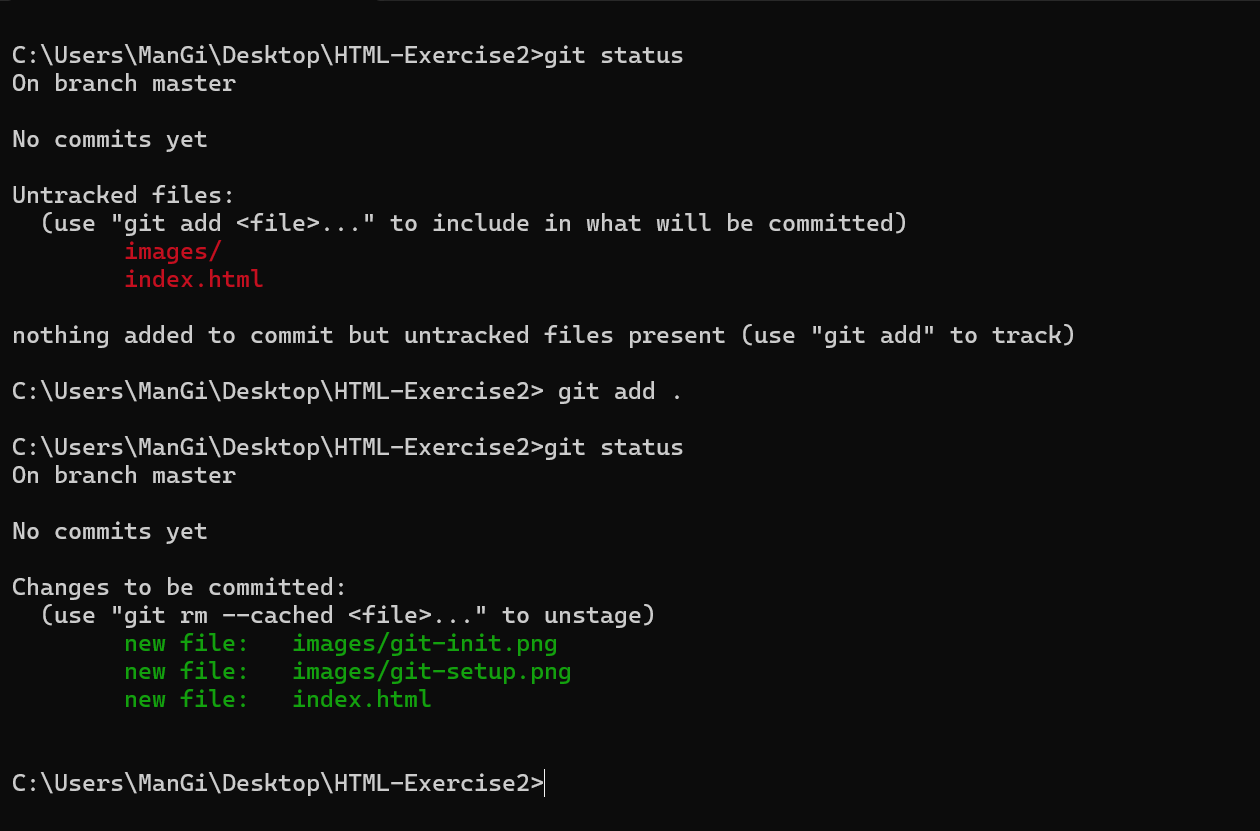 C:\Users\ManGi\Desktop\HTML-Exercise2>git status
On branch master
No commits yet
Untracked files:
  (use "git add <file>..." to include in what will be committed)
        images/
        index.html
nothing added to commit but untracked files present (use "git add" to track)
C:\Users\ManGi\Desktop\HTML-Exercise2> git add .
C:\Users\ManGi\Desktop\HTML-Exercise2>git status
On branch master
No commits yet
Changes to be committed:
  (use "git rm --cached <file>..." to unstage)
        new file:   images/git-init.png
        new file:   images/git-setup.png
        new file:   index.html
C:\Users\ManGi\Desktop\HTML-Exercise2>